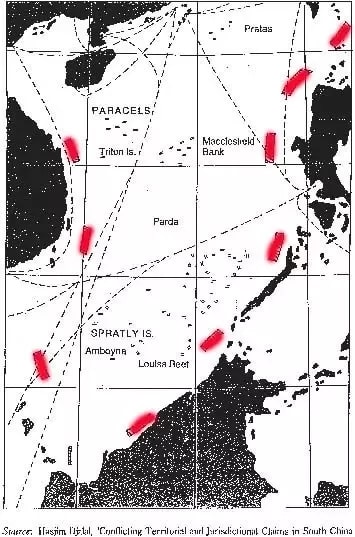 Pratas
PARACELS
Macclesfield
Triton Is.
Bank
Parda
SPRATLY IS.
Amboyna
Louisa Reef
Source: Hasjim Djalal, 'Conflicting Territorial and Jurisdictional Claims in South China